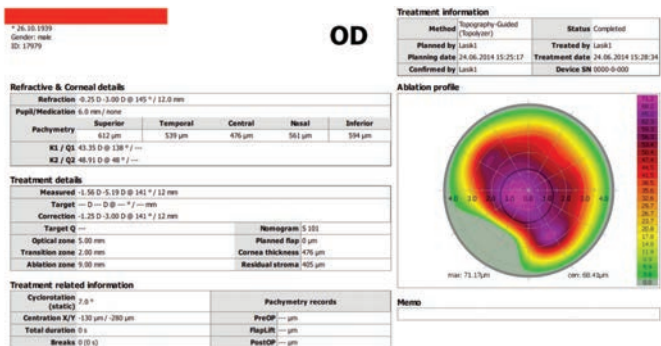 * 26.10.1939
Gender: male
ID: 17979
OD
Treatment information
Method Topography-Guided (Topolyzer) Status Completed
Planned by Lasik1 Treated by Lasik1
Planning date 24.06.2014 15:25:17 Treatment date 24.06.2014 15:28:34
Confirmed by Lasik1 Device SN 0000-0-000
Refractive & Corneal details
Refraction -0.25 D -3.00 D @ 145 ° / 12.0 mm
Pupil/Medication 6.0 mm / none
Pachymetry Superior Temporal Central Nasal Inferior
612 µm 539 µm 476 µm 561 µm 594 µm
K1 / Q1 43.35 D @ 138 ° / ---
K2 / Q2 48.91 D @ 48 ° / ---
Treatment details
Measured -1.56 D -5.19 D @ 141 ° / 12 mm
Target --- D --- D @ --- ° / --- mm
Correction -1.25 D -3.00 D @ 141 ° / 12 mm
Target Q --- Nomogram S 101
Optical zone 5.00 mm Planned flap 0 µm
Transition zone 2.00 mm Cornea thickness 476 µm
Ablation zone 9.00 mm Residual stroma 405 µm
Treatment related information
Cyclorotation (static) 7.0 ° Pachymetry records
Centration X/Y -130 µm / -280 µm PreOP --- µm
Total duration 0 s FlapLift --- µm
Breaks 0 (0 s) PostOP --- µm
Ablation profile
max: 71.17µm cen: 68.41µm
Memo